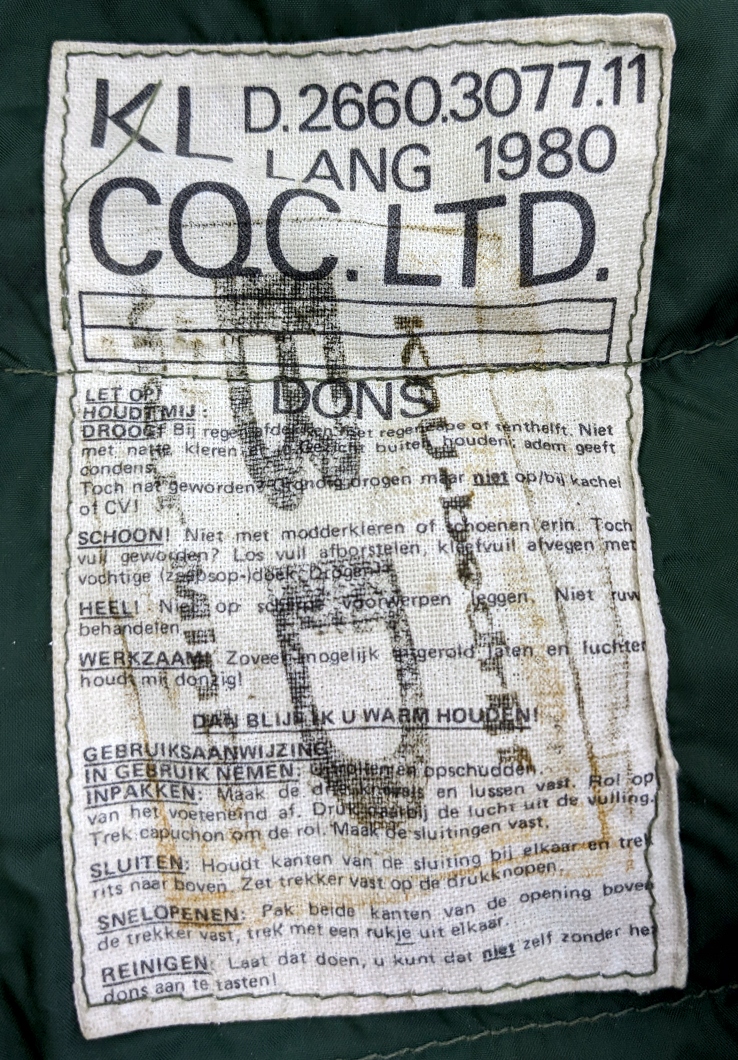 KL D.2660.3077.11
LANG 1980
CQC.LTD.
DONS
LET OP!
HOUDT MIJ:
DROOG! Bij regen afdekken met regencape of tenthelft. Niet
met natte kleren Gezicht buiten houden; adem geeft
condens.
Toch nat geworden? Grondig drogen maar niet op/bij kachel
of CV!
SCHOON! Niet met modderkleren of schoenen erin. Toch
vuil geworden? Los vuil afborstelen, kleefvuil afvegen met
vochtige (zeepsop-)doek. Drogen!
HEEL! Niet op scherpe voorwerpen leggen. Niet ruw
behandelen.
WERKZAAM! Zoveel mogelijk uitgerold laten en luchten
houdt mij donzig!
DAN BLIJF IK U WARM HOUDEN!
GEBRUIKSAANWIJZING
IN GEBRUIK NEMEN: Uitrollen en opschudden.
INPAKKEN: Maak de en lussen vast. Rol op
van het voeteneind af. Druk daarbij de lucht uit de vulling.
Trek capuchon om de rol. Maak de sluitingen vast.
SLUITEN: Houdt kanten van de sluiting bij elkaar en trek
rits naar boven. Zet trekker vast op de drukknopen.
SNELOPENEN: Pak beide kanten van de opening boven
de trekker vast, trek met een rukje uit elkaar.
REINIGEN: Laat dat doen, u kunt dat niet zelf zonder het
dons aan te tasten!